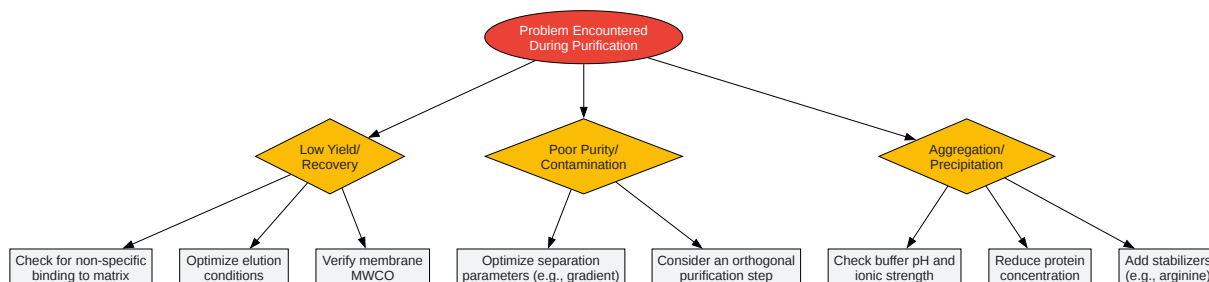 Problem Encountered
During Purification
Low Yield/
Recovery
Poor Purity/
Contamination
Aggregation/
Precipitation
Check for non-specific
binding to matrix
Optimize elution
conditions
Verify membrane
MWCO
Optimize separation
parameters (e.g., gradient)
Consider an orthogonal
purification step
Check buffer pH and
ionic strength
Reduce protein
concentration
Add stabilizers
(e.g., arginine)